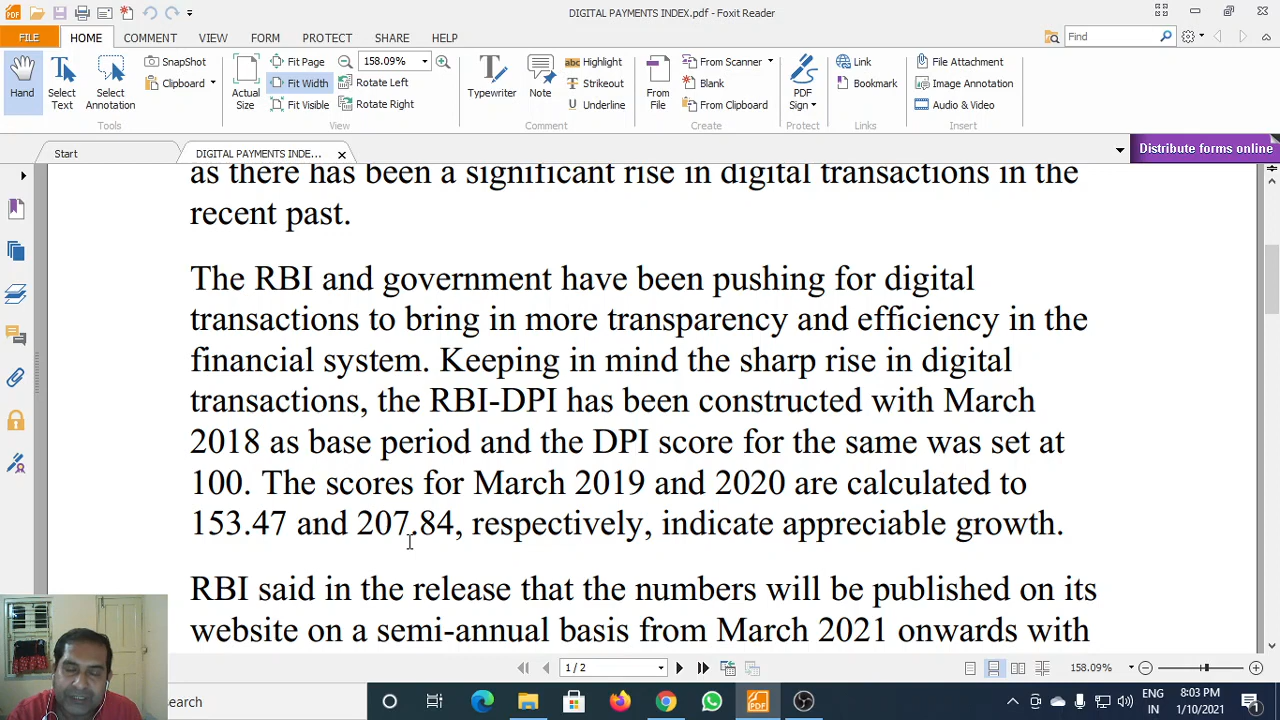 DIGITAL PAYMENTS INDEX.pdf - Foxit Reader
FILE HOME COMMENT VIEW FORM PROTECT SHARE HELP
Find
Hand
Select Text
Select Annotation
SnapShot
Clipboard
Tools
Actual Size
Fit Page
Fit Width
Fit Visible
158.09%
Rotate Left
Rotate Right
View
Typewriter
Note
Highlight
Strikeout
Underline
Comment
From File
From Scanner
Blank
From Clipboard
Create
PDF Sign
Protect
Link
Bookmark
Links
File Attachment
Image Annotation
Audio & Video
Insert
Start
DIGITAL PAYMENTS INDE...
Distribute forms online
as there has been a significant rise in digital transactions in the
recent past.
The RBI and government have been pushing for digital
transactions to bring in more transparency and efficiency in the
financial system. Keeping in mind the sharp rise in digital
transactions, the RBI-DPI has been constructed with March
2018 as base period and the DPI score for the same was set at
100. The scores for March 2019 and 2020 are calculated to
153.47 and 207.84, respectively, indicate appreciable growth.
RBI said in the release that the numbers will be published on its
website on a semi-annual basis from March 2021 onwards with
1 / 2
158.09%
search
ENG
IN
8:03 PM
1/10/2021